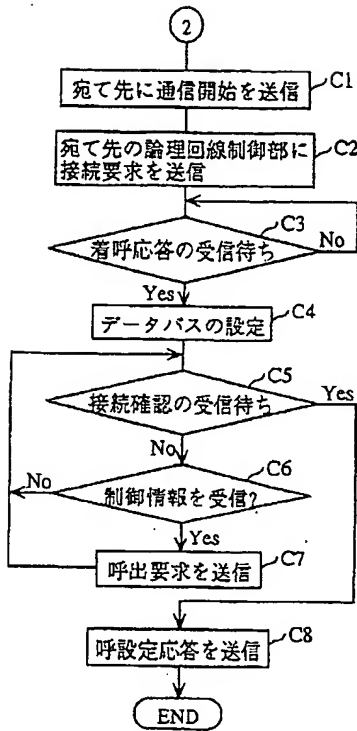 2
宛て先に通信開始を送信
C1
宛て先の論理回線制御部に
接続要求を送信
C2
C3
着呼応答の受信待ち
No
Yes
データパスの設定
C4
C5
接続確認の受信待ち
Yes
No
C6
制御情報を受信?
No
Yes
呼出要求を送信
C7
呼設定応答を送信
C8
END